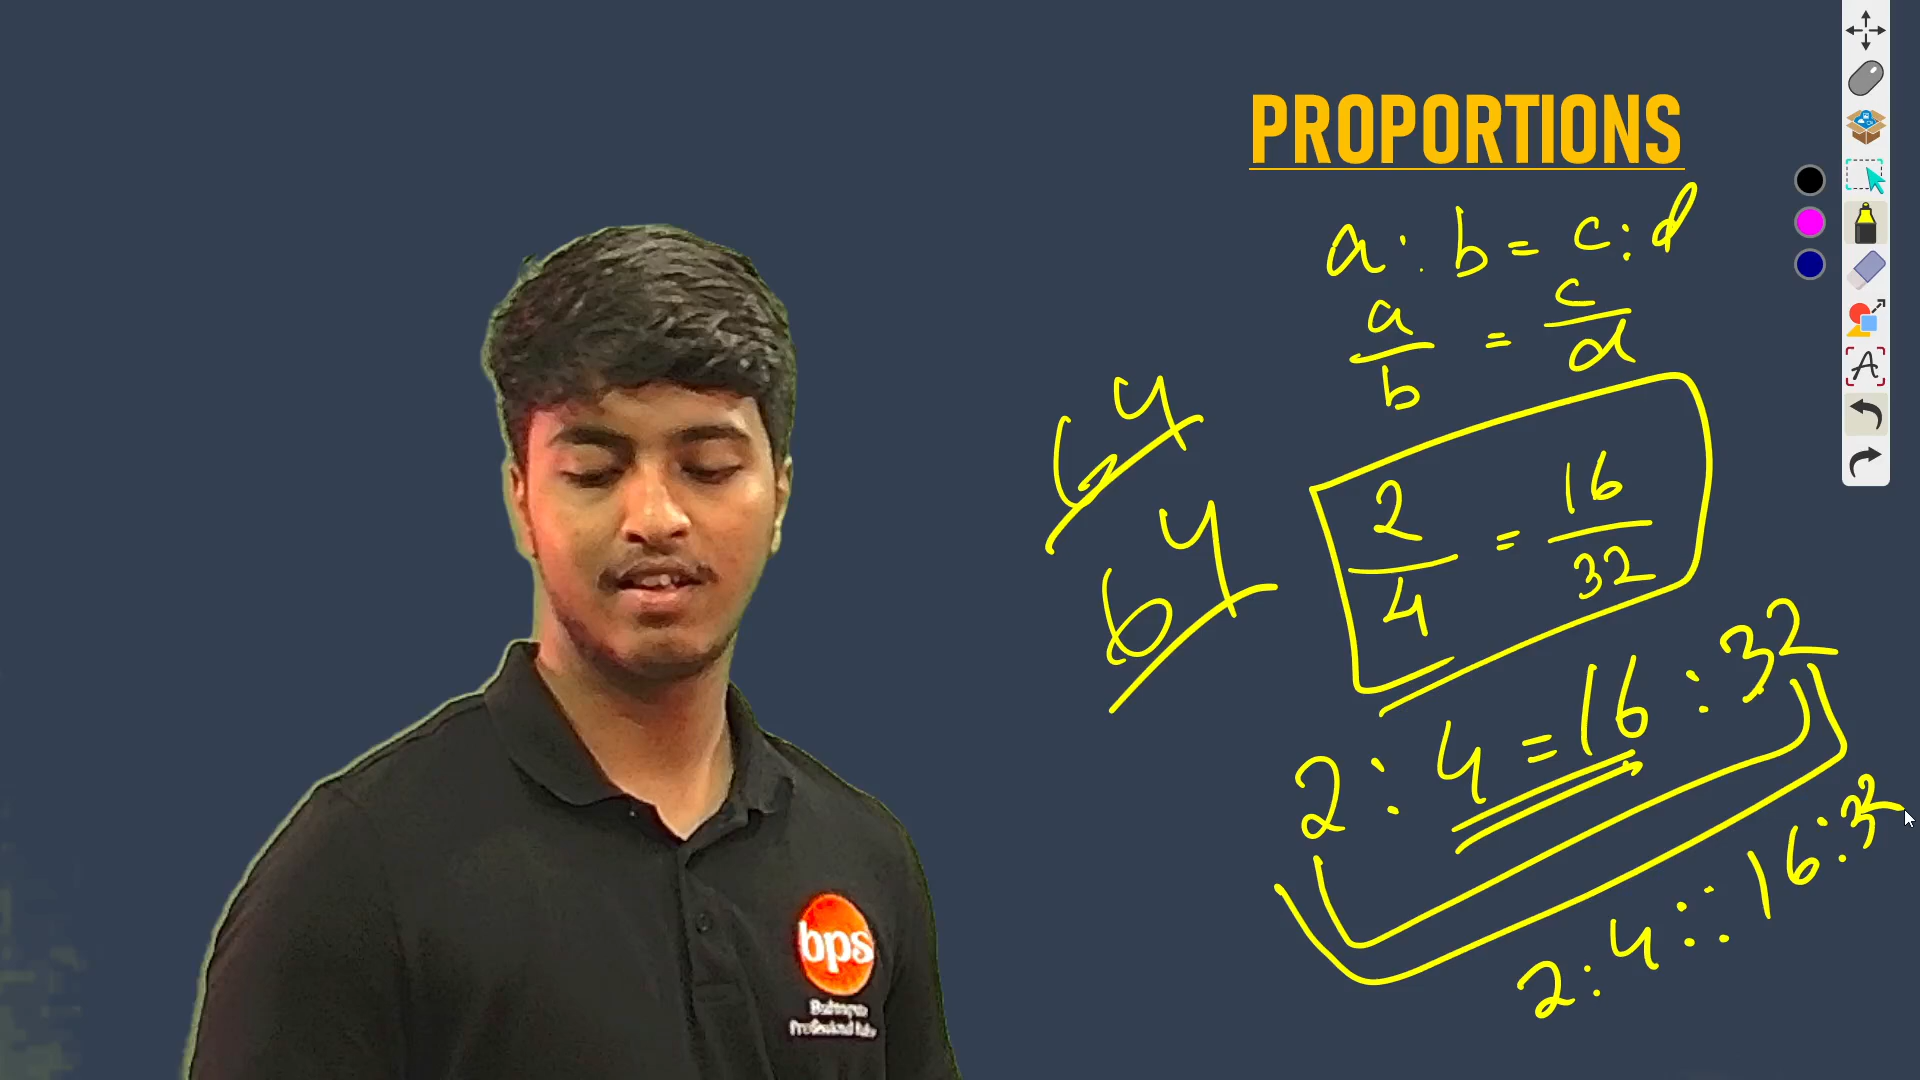 PROPORTIONS
a : b = c : d
a/b = c/d
64
64
2/4 = 16/32
2 : 4 = 16 : 32
2 : 4 :: 16 : 32
bps